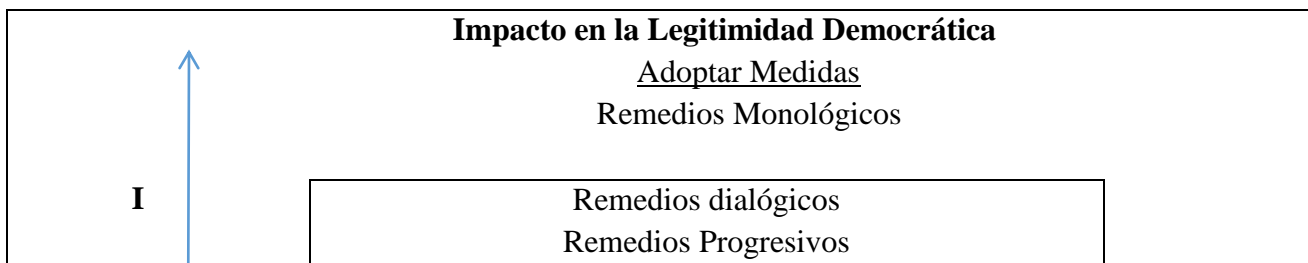 Impacto en la Legitimidad Democrática
Adoptar Medidas
Remedios Monológicos
I
Remedios dialógicos
Remedios Progresivos